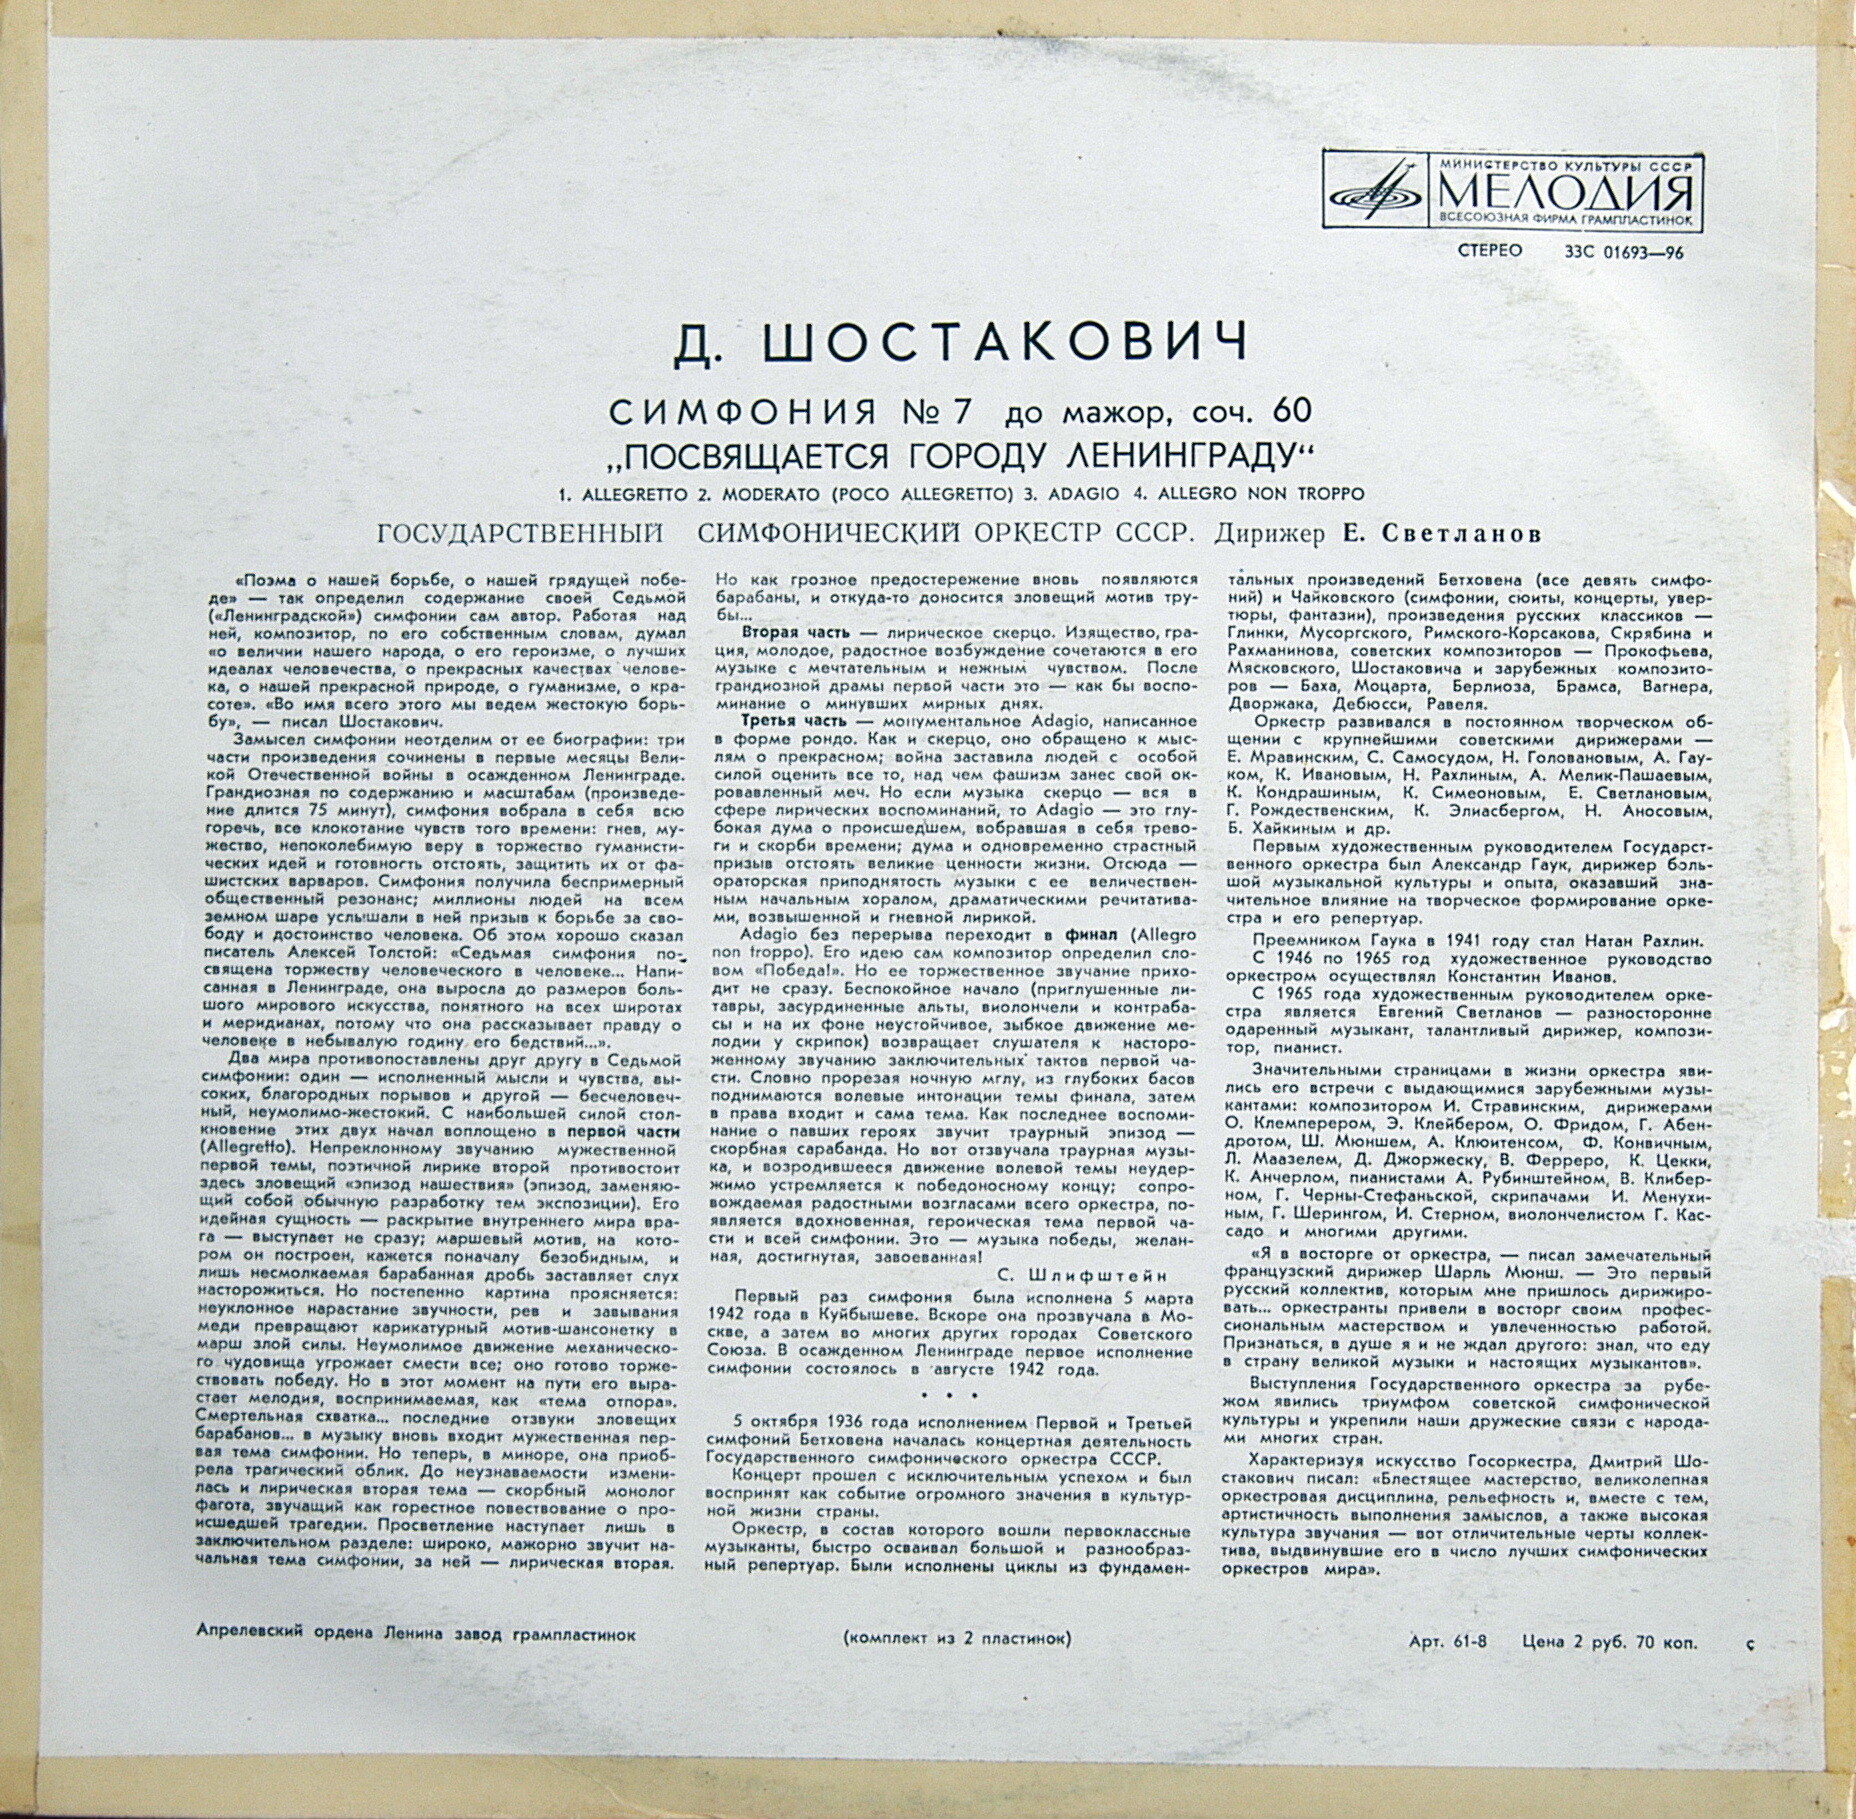 МИНИСТЕРСТВО КУЛЬТУРЫ СССР
МЕЛОДИЯ
ВСЕСОЮЗНАЯ ФИРМА ГРАМПЛАСТИНОК
СТЕРЕО 33С 01693—96
Д. ШОСТАКОВИЧ
СИМФОНИЯ № 7 до мажор, соч. 60
„ПОСВЯЩАЕТСЯ ГОРОДУ ЛЕНИНГРАДУ“
1. ALLEGRETTO 2. MODERATO (POCO ALLEGRETTO) 3. ADAGIO 4. ALLEGRO NON TROPPO
ГОСУДАРСТВЕННЫЙ СИМФОНИЧЕСКИЙ ОРКЕСТР СССР. Дирижер Е. Светланов
«Поэма о нашей борьбе, о нашей грядущей побе-
де» — так определил содержание своей Седьмой
(«Ленинградской») симфонии сам автор. Работая над
ней, композитор, по его собственным словам, думал
«о величии нашего народа, о его героизме, о лучших
идеалах человечества, о прекрасных качествах челове-
ка, о нашей прекрасной природе, о гуманизме, о кра-
соте». «Во имя всего этого мы ведем жестокую борь-
бу», — писал Шостакович.
Замысел симфонии неотделим от ее биографии: три
части произведения сочинены в первые месяцы Вели-
кой Отечественной войны в осажденном Ленинграде.
Грандиозная по содержанию и масштабам (произведе-
ние длится 75 минут), симфония вобрала в себя всю
горечь, все клокотание чувств того времени: гнев, му-
жество, непоколебимую веру в торжество гуманисти-
ческих идей и готовность отстоять, защитить их от фа-
шистских варваров. Симфония получила беспримерный
общественный резонанс; миллионы людей на всем
земном шаре услышали в ней призыв к борьбе за сво-
боду и достоинство человека. Об этом хорошо сказал
писатель Алексей Толстой: «Седьмая симфония по-
священа торжеству человеческого в человеке... Напи-
санная в Ленинграде, она выросла до размеров боль-
шого мирового искусства, понятного на всех широтах
и меридианах, потому что она рассказывает правду о
человеке в небывалую годину его бедствий...».
Два мира противопоставлены друг другу в Седьмой
симфонии: один — исполненный мысли и чувства, вы-
соких, благородных порывов и другой — бесчеловеч-
ный, неумолимо-жестокий. С наибольшей силой стол-
кновение этих двух начал воплощено в первой части
(Allegretto). Непреклонному звучанию мужественной
первой темы, поэтичной лирике второй противостоит
здесь зловещий «эпизод нашествия» (эпизод, заменяю-
щий собой обычную разработку тем экспозиции). Его
идейная сущность — раскрытие внутреннего мира вра-
га — выступает не сразу; маршевый мотив, на кото-
ром он построен, кажется поначалу безобидным, и
лишь несмолкаемая барабанная дробь заставляет слух
насторожиться. Но постепенно картина проясняется:
неуклонное нарастание звучности, рев и завывания
меди превращают карикатурный мотив-шансонетку в
марш злой силы. Неумолимое движение механическо-
го чудовища угрожает смести все; оно готово торже-
ствовать победу. Но в этот момент на пути его выра-
стает мелодия, воспринимаемая, как «тема отпора».
Смертельная схватка... последние отзвуки зловещих
барабанов... в музыку вновь входит мужественная пер-
вая тема симфонии. Но теперь, в миноре, она приоб-
рела трагический облик. До неузнаваемости измени-
лась и лирическая вторая тема — скорбный монолог
фагота, звучащий как горестное повествование о про-
исшедшей трагедии. Просветление наступает лишь в
заключительном разделе: широко, мажорно звучит на-
чальная тема симфонии, за ней — лирическая вторая.
Но как грозное предостережение вновь появляются
барабаны, и откуда-то доносится зловещий мотив тру-
бы...
Вторая часть — лирическое скерцо. Изящество, гра-
ция, молодое, радостное возбуждение сочетаются в его
музыке с мечтательным и нежным чувством. После
грандиозной драмы первой части это — как бы воспо-
минание о минувших мирных днях.
Третья часть — монументальное Adagio, написанное
в форме рондо. Как и скерцо, оно обращено к мыс-
лям о прекрасном; война заставила людей с особой
силой оценить все то, над чем фашизм занес свой ок-
ровавленный меч. Но если музыка скерцо — вся в
сфере лирических воспоминаний, то Adagio — это глу-
бокая дума о происшедшем, вобравшая в себя трево-
ги и скорби времени; дума и одновременно страстный
призыв отстоять великие ценности жизни. Отсюда —
ораторская приподнятость музыки с ее величествен-
ным начальным хоралом, драматическими речитатива-
ми, возвышенной и гневной лирикой.
Adagio без перерыва переходит в финал (Allegro
non troppo). Его идею сам композитор определил сло-
вом «Победа!». Но ее торжественное звучание прихо-
дит не сразу. Беспокойное начало (приглушенные ли-
тавры, засурдиненные альты, виолончели и контраба-
сы и на их фоне неустойчивое, зыбкое движение ме-
лодии у скрипок) возвращает слушателя к насторо-
женному звучанию заключительных тактов первой ча-
сти. Словно прорезая ночную мглу, из глубоких басов
поднимаются волевые интонации темы финала, затем
в права входит и сама тема. Как последнее воспоми-
нание о павших героях звучит траурный эпизод —
скорбная сарабанда. Но вот отзвучала траурная музы-
ка, и возродившееся движение волевой темы неудер-
жимо устремляется к победоносному концу; сопро-
вождаемая радостными возгласами всего оркестра, по-
является вдохновенная, героическая тема первой ча-
сти и всей симфонии. Это — музыка победы, желан-
ная, достигнутая, завоеванная!
С. Шлифштейн
Первый раз симфония была исполнена 5 марта
1942 года в Куйбышеве. Вскоре она прозвучала в Мо-
скве, а затем во многих других городах Советского
Союза. В осажденном Ленинграде первое исполнение
симфонии состоялось в августе 1942 года.
• • •
5 октября 1936 года исполнением Первой и Третьей
симфоний Бетховена началась концертная деятельность
Государственного симфонического оркестра СССР.
Концерт прошел с исключительным успехом и был
воспринят как событие огромного значения в культур-
ной жизни страны.
Оркестр, в состав которого вошли первоклассные
музыканты, быстро осваивал большой и разнообраз-
ный репертуар. Были исполнены циклы из фундамен-
тальных произведений Бетховена (все девять симфо-
ний) и Чайковского (симфонии, сюиты, концерты, увер-
тюры, фантазии), произведения русских классиков —
Глинки, Мусоргского, Римского-Корсакова, Скрябина и
Рахманинова, советских композиторов — Прокофьева,
Мясковского, Шостаковича и зарубежных композито-
ров — Баха, Моцарта, Берлиоза, Брамса, Вагнера,
Дворжака, Дебюсси, Равеля.
Оркестр развивался в постоянном творческом об-
щении с крупнейшими советскими дирижерами —
Е. Мравинским, С. Самосудом, Н. Головановым, А. Гау-
ком, К. Ивановым, Н. Рахлиным, А. Мелик-Пашаевым,
К. Кондрашиным, К. Симеоновым, Е. Светлановым,
Г. Рождественским, К. Элиасбергом, Н. Аносовым,
Б. Хайкиным и др.
Первым художественным руководителем Государст-
венного оркестра был Александр Гаук, дирижер боль-
шой музыкальной культуры и опыта, оказавший зна-
чительное влияние на творческое формирование орке-
стра и его репертуар.
Преемником Гаука в 1941 году стал Натан Рахлин.
С 1946 по 1965 год художественное руководство
оркестром осуществлял Константин Иванов.
С 1965 года художественным руководителем орке-
стра является Евгений Светланов — разносторонне
одаренный музыкант, талантливый дирижер, компози-
тор, пианист.
Значительными страницами в жизни оркестра яви-
лись его встречи с выдающимися зарубежными музы-
кантами: композитором И. Стравинским, дирижерами
О. Клемперером, Э. Клейбером, О. Фридом, Г. Абен-
дротом, Ш. Мюншем, А. Клюитенсом, Ф. Конвичным,
Л. Маазелем, Д. Джоржеску, В. Ферреро, К. Цекки,
К. Анчерлом, пианистами А. Рубинштейном, В. Клибер-
ном, Г. Черны-Стефаньской, скрипачами И. Менухи-
ным, Г. Шерингом, И. Стерном, виолончелистом Г. Кас-
садо и многими другими.
«Я в восторге от оркестра, — писал замечательный
французский дирижер Шарль Мюнш. — Это первый
русский коллектив, которым мне пришлось дирижиро-
вать... оркестранты привели в восторг своим профес-
сиональным мастерством и увлеченностью работой.
Признаться, в душе я и не ждал другого: знал, что еду
в страну великой музыки и настоящих музыкантов».
Выступления Государственного оркестра за рубе-
жом явились триумфом советской симфонической
культуры и укрепили наши дружеские связи с народа-
ми многих стран.
Характеризуя искусство Госоркестра, Дмитрий Шо-
стакович писал: «Блестящее мастерство, великолепная
оркестровая дисциплина, рельефность и, вместе с тем,
артистичность выполнения замыслов, а также высокая
культура звучания — вот отличительные черты коллек-
тива, выдвинувшие его в число лучших симфонических
оркестров мира».
Апрелевский ордена Ленина завод грампластинок
(комплект из 2 пластинок)
Арт. 61-8 Цена 2 руб. 70 коп. с